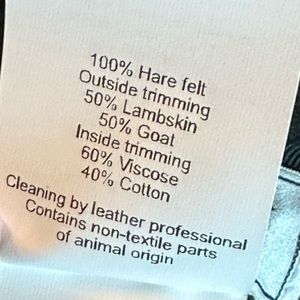 100% Hare felt
Outside trimming
50% Lambskin
50% Goat
Inside trimming
60% Viscose
40% Cotton
Cleaning by leather professional
Contains non-textile parts
of animal origin